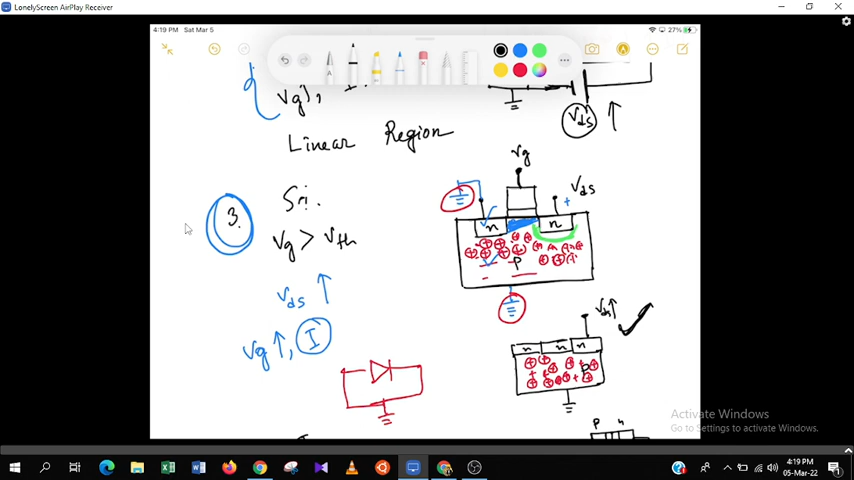 LonelyScreen AirPlay Receiver
4:19 PM Sat Mar 5
27%
Vg↑, I
Vds ↑
Linear Region
Vg
Vds
+
3.
n
n
Vg > Vth
P
Vds ↑
Vds↑
Vg↑, I
n n n
P
Activate Windows
Go to Settings to activate Windows.
P n
4:19 PM
05-Mar-22